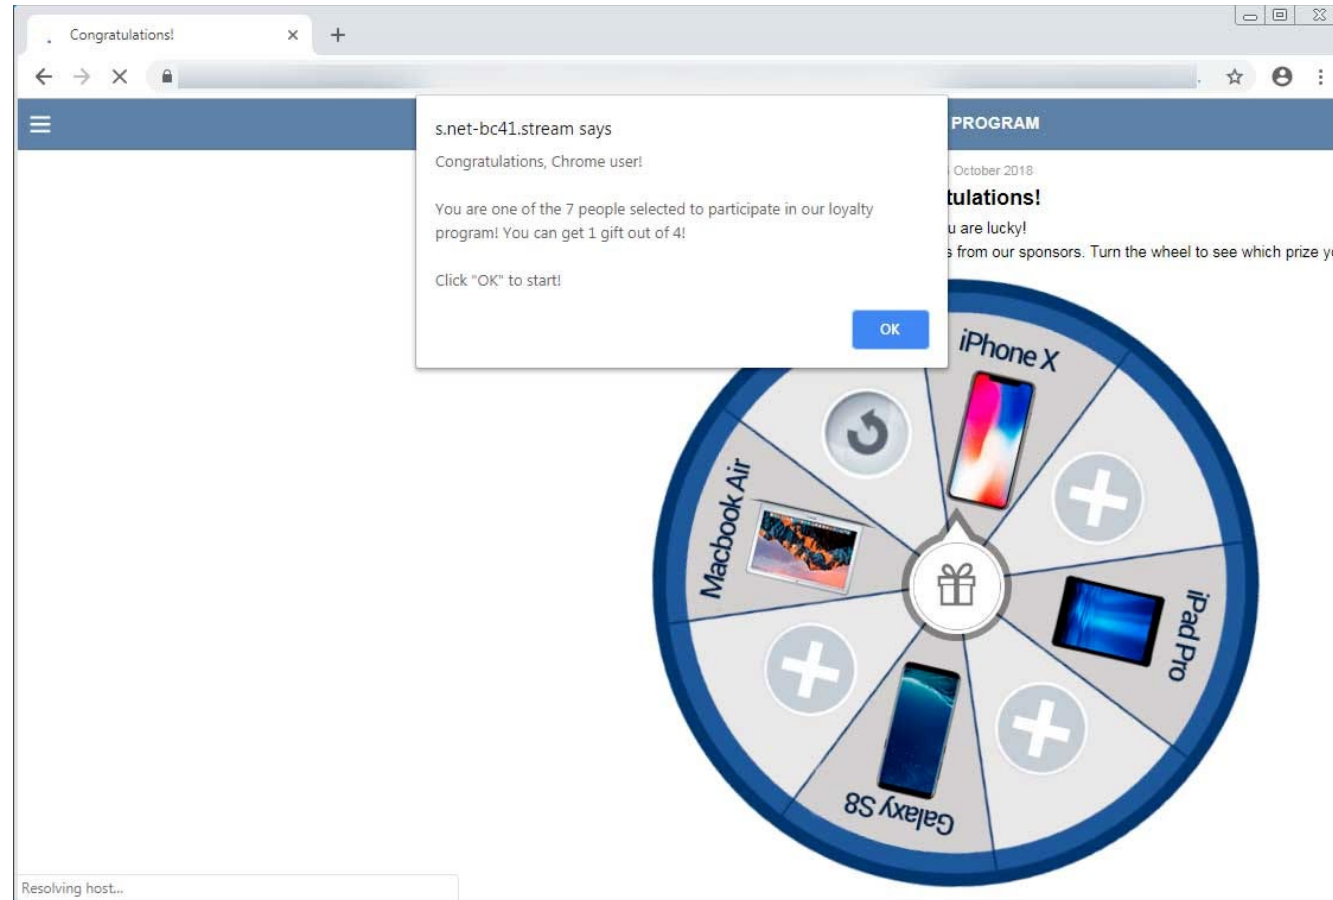 Congratulations!
s.net-bc41.stream says
Congratulations, Chrome user!
You are one of the 7 people selected to participate in our loyalty
program! You can get 1 gift out of 4!
Click "OK" to start!
OK
PROGRAM
October 2018
tulations!
u are lucky!
s from our sponsors. Turn the wheel to see which prize
iPhone X
Macbook Air
iPad Pro
Galaxy S8
Resolving host...